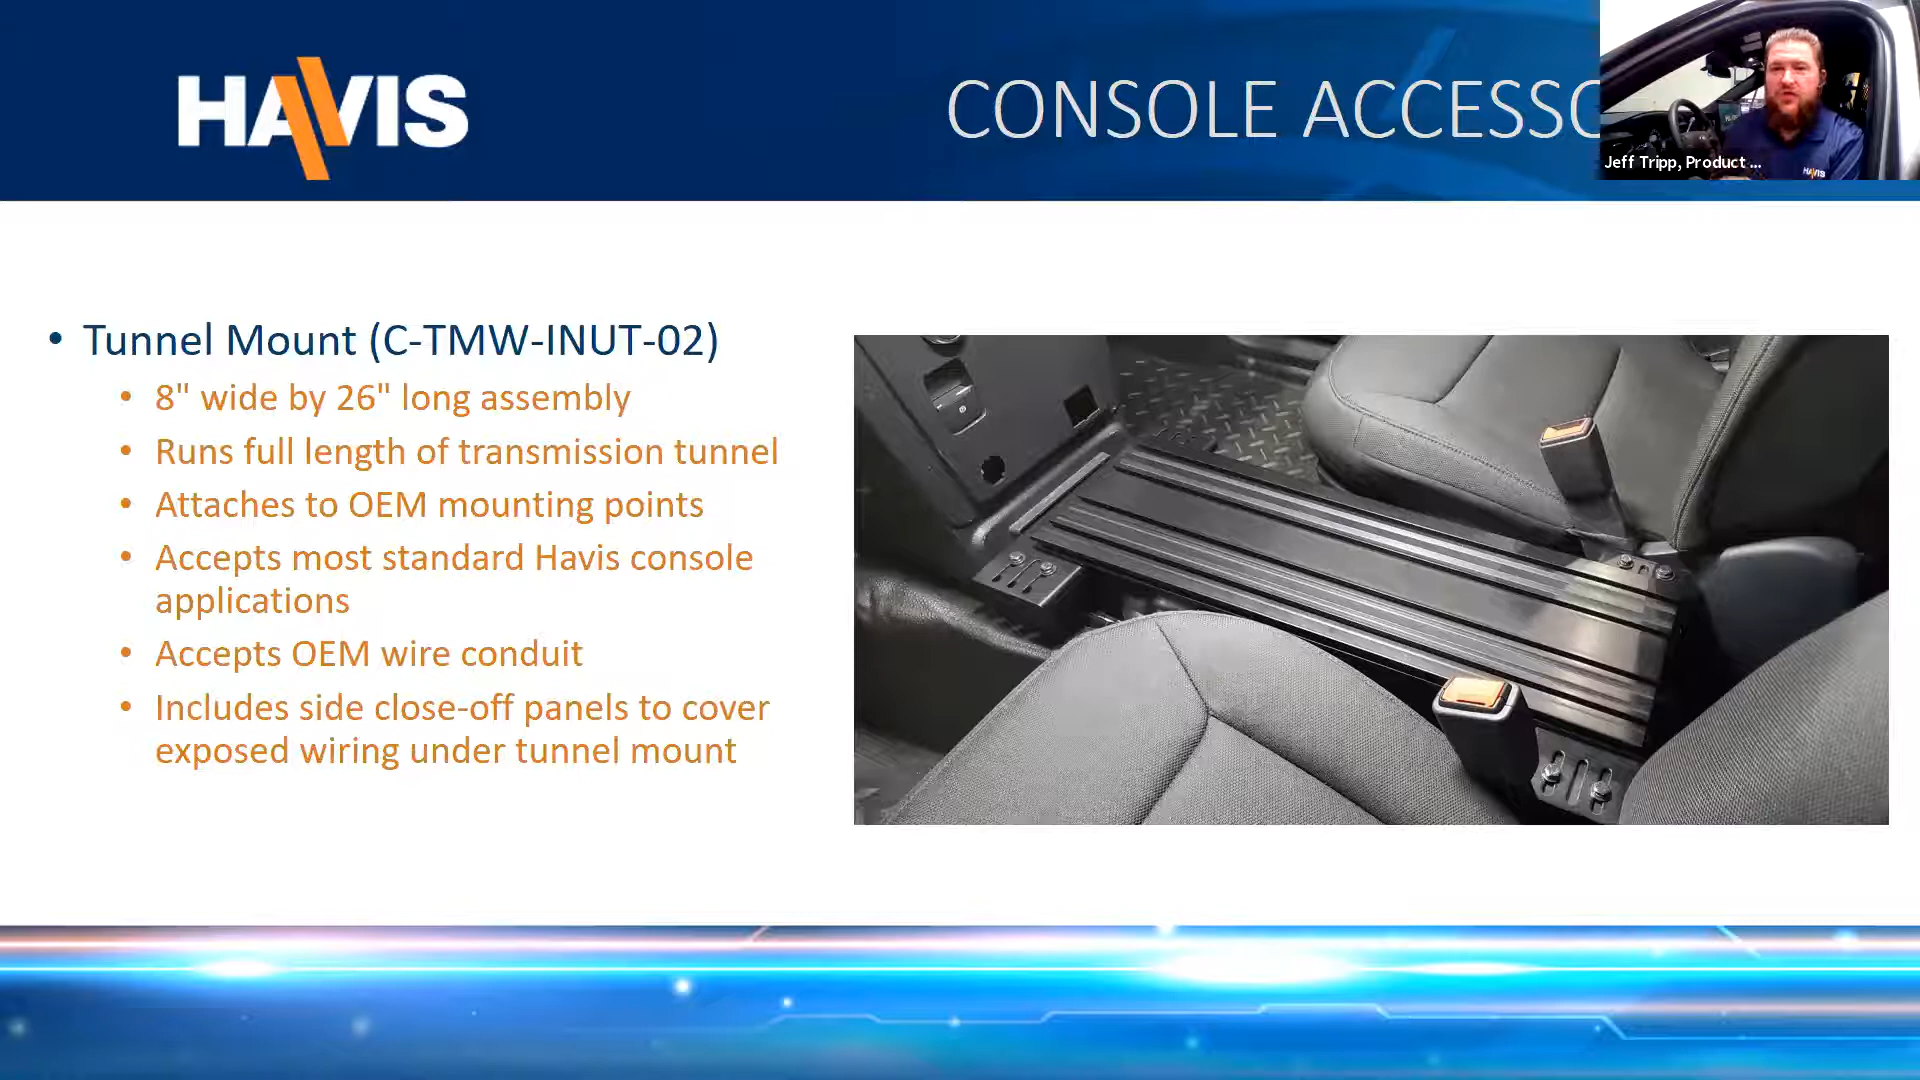 HAVIS
CONSOLE ACCESSO
Jeff Tripp, Product ...
HAVIS
• Tunnel Mount (C-TMW-INUT-02)
• 8" wide by 26" long assembly
• Runs full length of transmission tunnel
• Attaches to OEM mounting points
• Accepts most standard Havis console
applications
• Accepts OEM wire conduit
• Includes side close-off panels to cover
exposed wiring under tunnel mount